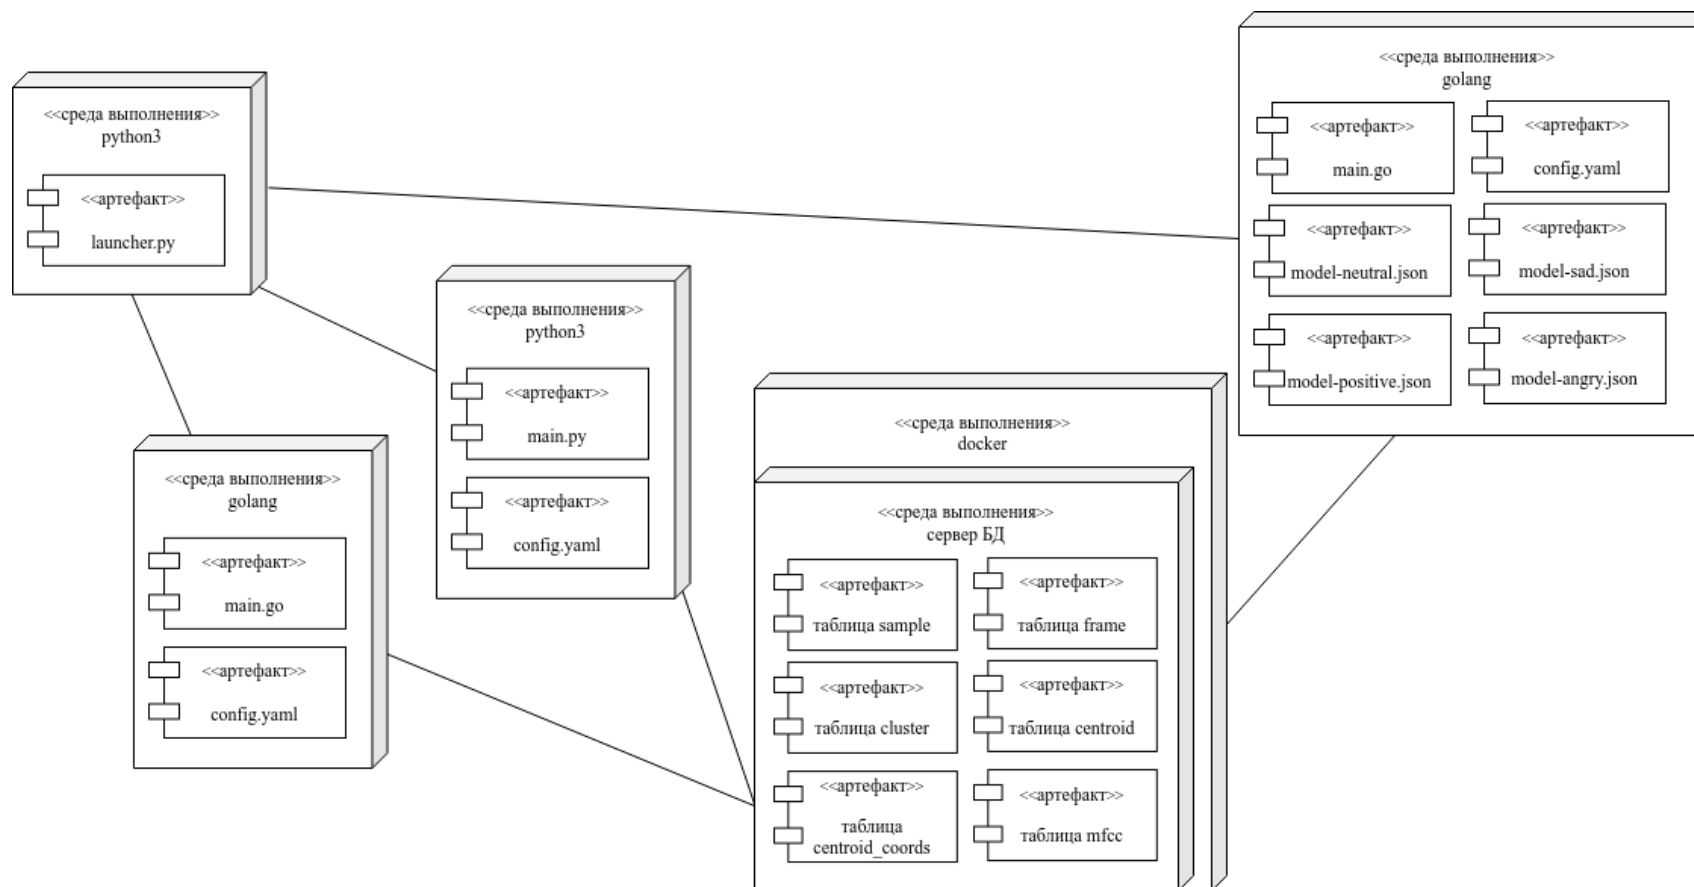 <<среда выполнения>>
python3
<<артефакт>>
launcher.py
<<среда выполнения>>
golang
<<артефакт>>
main.go
<<артефакт>>
config.yaml
<<среда выполнения>>
python3
<<артефакт>>
main.py
<<артефакт>>
config.yaml
<<среда выполнения>>
docker
<<среда выполнения>>
сервер БД
<<артефакт>>
таблица sample
<<артефакт>>
таблица frame
<<артефакт>>
таблица cluster
<<артефакт>>
таблица centroid
<<артефакт>>
таблица
centroid_coords
<<артефакт>>
таблица mfcc
<<среда выполнения>>
golang
<<артефакт>>
main.go
<<артефакт>>
config.yaml
<<артефакт>>
model-neutral.json
<<артефакт>>
model-sad.json
<<артефакт>>
model-positive.json
<<артефакт>>
model-angry.json